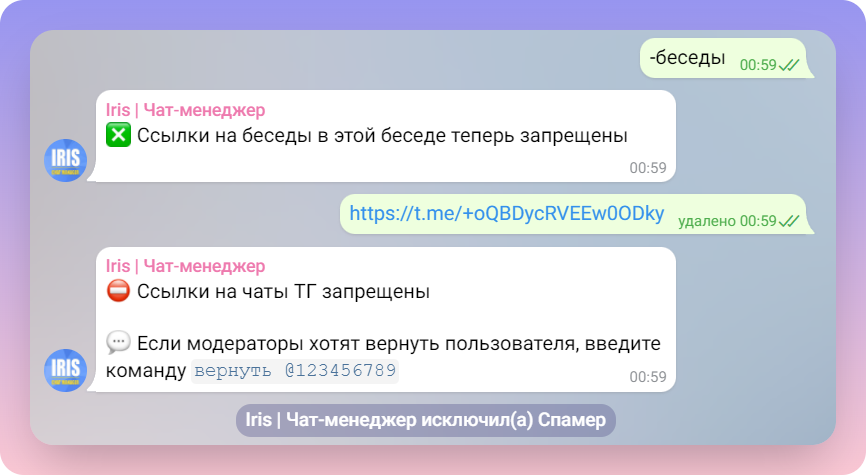 -беседы 00:59
Iris | Чат-менеджер
❎ Ссылки на беседы в этой беседе теперь запрещены
IRIS
00:59
https://t.me/+oQBDycRVEEw0ODky удалено 00:59
Iris | Чат-менеджер
⛔ Ссылки на чаты ТГ запрещены
💬 Если модераторы хотят вернуть пользователя, введите
IRIS
команду вернуть @123456789
00:59
Iris | Чат-менеджер исключил(а) Спамер